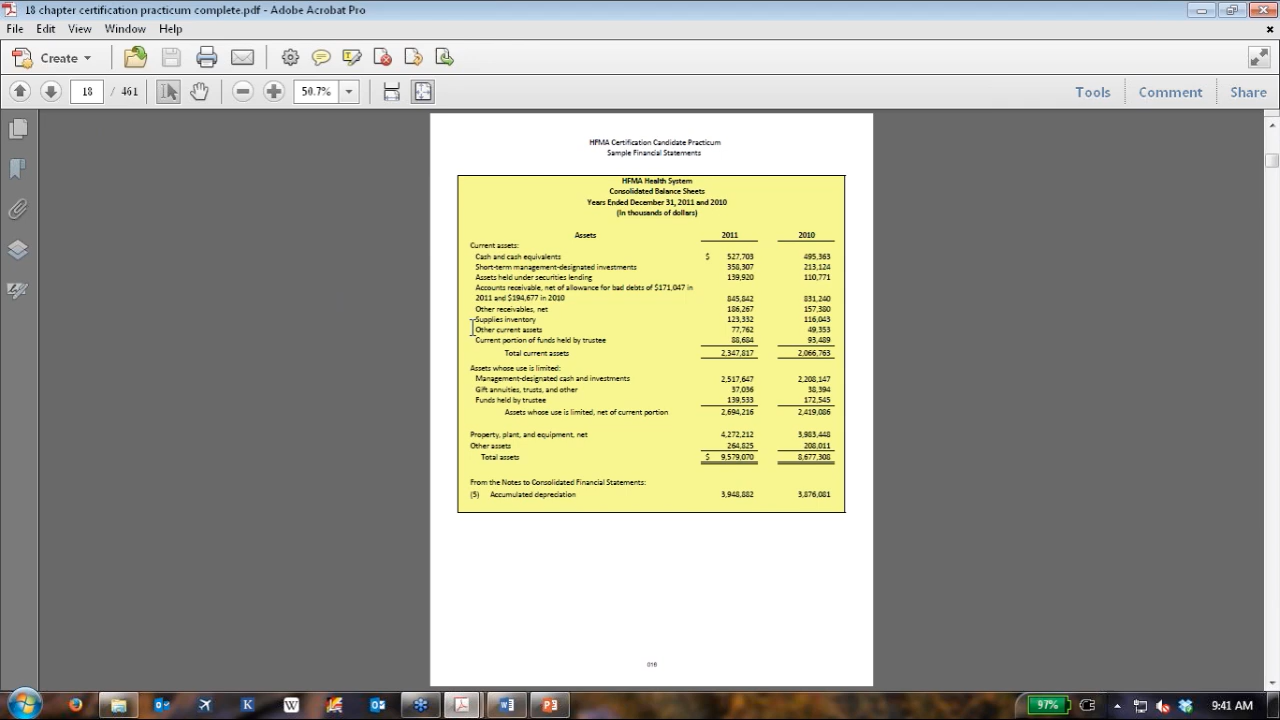 18 chapter certification practicum complete.pdf - Adobe Acrobat Pro
File Edit View Window Help
Create
18 / 461 50.7% Tools Comment Share
HFMA Certification Candidate Practicum
Sample Financial Statements
HFMA Health System
Consolidated Balance Sheets
Years Ended December 31, 2011 and 2010
(In thousands of dollars)
Assets 2011 2010
Current assets:
Cash and cash equivalents $ 527,703 495,363
Short-term management-designated investments 358,307 213,124
Assets held under securities lending 139,920 110,771
Accounts receivable, net of allowance for bad debts of $171,047 in
2011 and $194,677 in 2010 845,842 831,240
Other receivables, net 186,267 157,380
Supplies inventory 123,332 116,043
Other current assets 77,762 49,353
Current portion of funds held by trustee 88,684 93,489
Total current assets 2,347,817 2,066,763
Assets whose use is limited:
Management-designated cash and investments 2,517,647 2,208,147
Gift annuities, trusts, and other 37,036 38,394
Funds held by trustee 139,533 172,545
Assets whose use is limited, net of current portion 2,694,216 2,419,086
Property, plant, and equipment, net 4,272,212 3,983,448
Other assets 264,825 208,011
Total assets $ 9,579,070 8,677,308
From the Notes to Consolidated Financial Statements:
(5) Accumulated depreciation 3,948,882 3,876,081
018
97% 9:41 AM